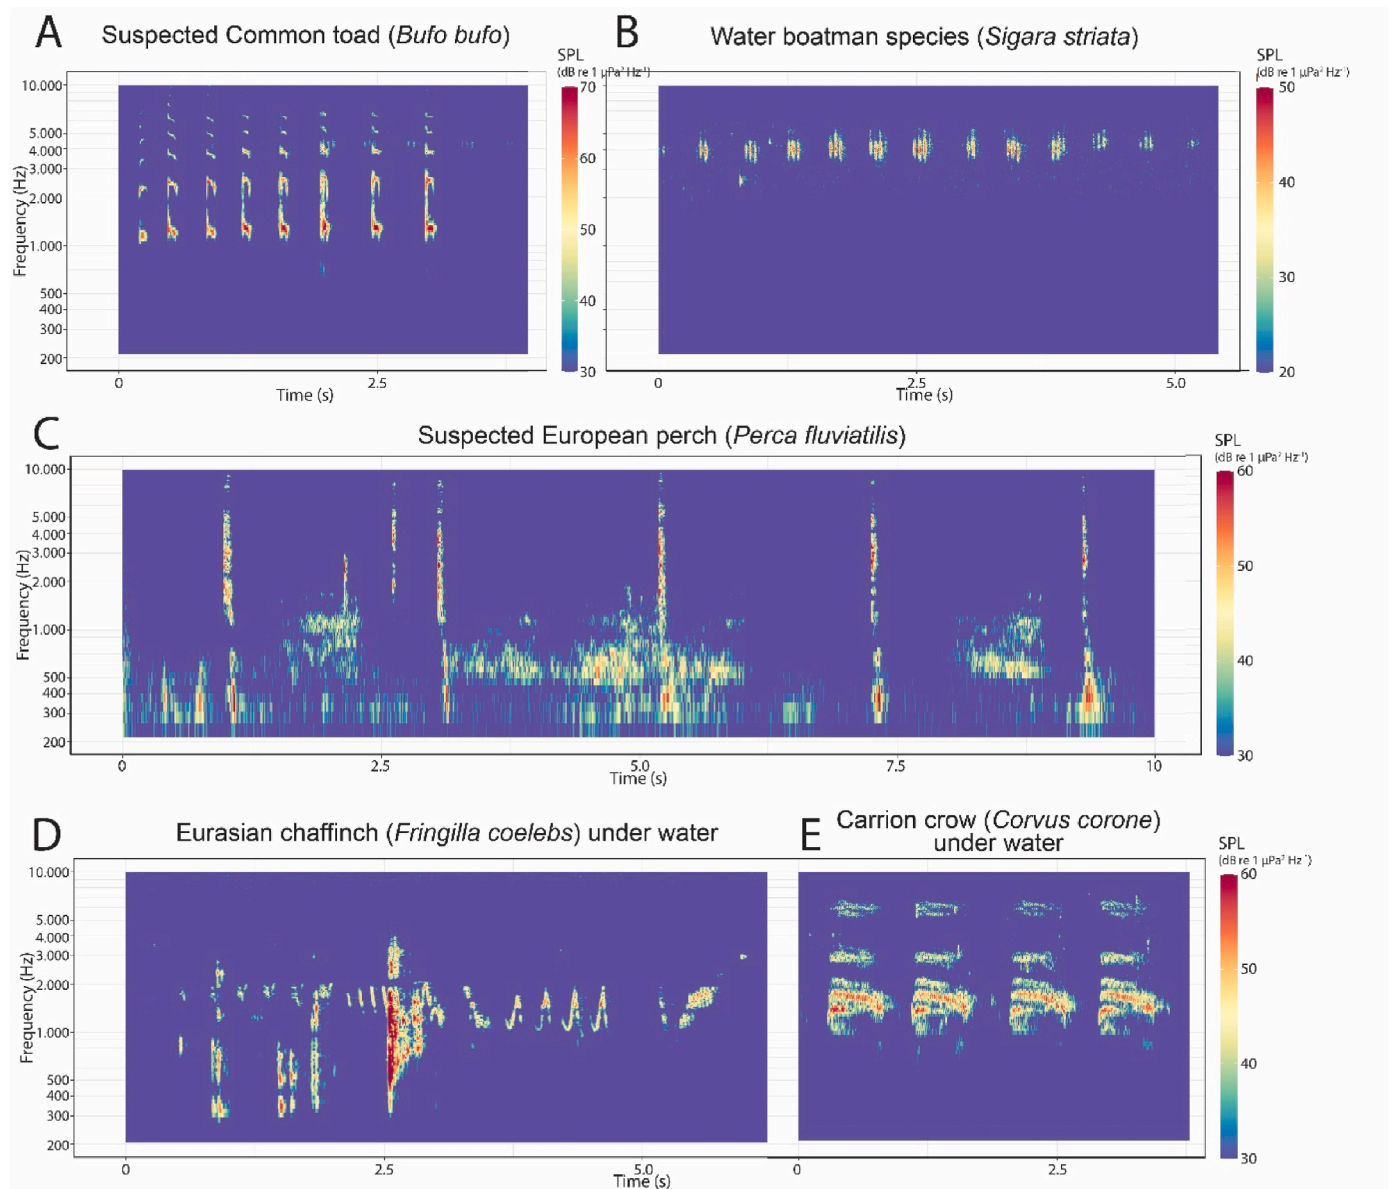 A
Suspected Common toad (Bufo bufo)
SPL
(dB re 1 µPa² Hz⁻¹)
Frequency (Hz)
10.000
5.000
4.000
3.000
2.000
1.000
500
400
300
200
0
2.5
Time (s)
70
60
50
40
30
B
Water boatman species (Sigara striata)
SPL
(dB re 1 µPa² Hz⁻¹)
0
2.5
5.0
Time (s)
50
40
30
20
C
Suspected European perch (Perca fluviatilis)
SPL
(dB re 1 µPa² Hz⁻¹)
Frequency (Hz)
10.000
5.000
4.000
3.000
2.000
1.000
500
400
300
200
0
2.5
5.0
7.5
10
Time (s)
60
50
40
30
D
Eurasian chaffinch (Fringilla coelebs) under water
Frequency (Hz)
10.000
5.000
4.000
3.000
2.000
1.000
500
400
300
200
0
2.5
5.0
Time (s)
E
Carrion crow (Corvus corone)
under water
SPL
(dB re 1 µPa² Hz⁻¹)
0
2.5
60
50
40
30